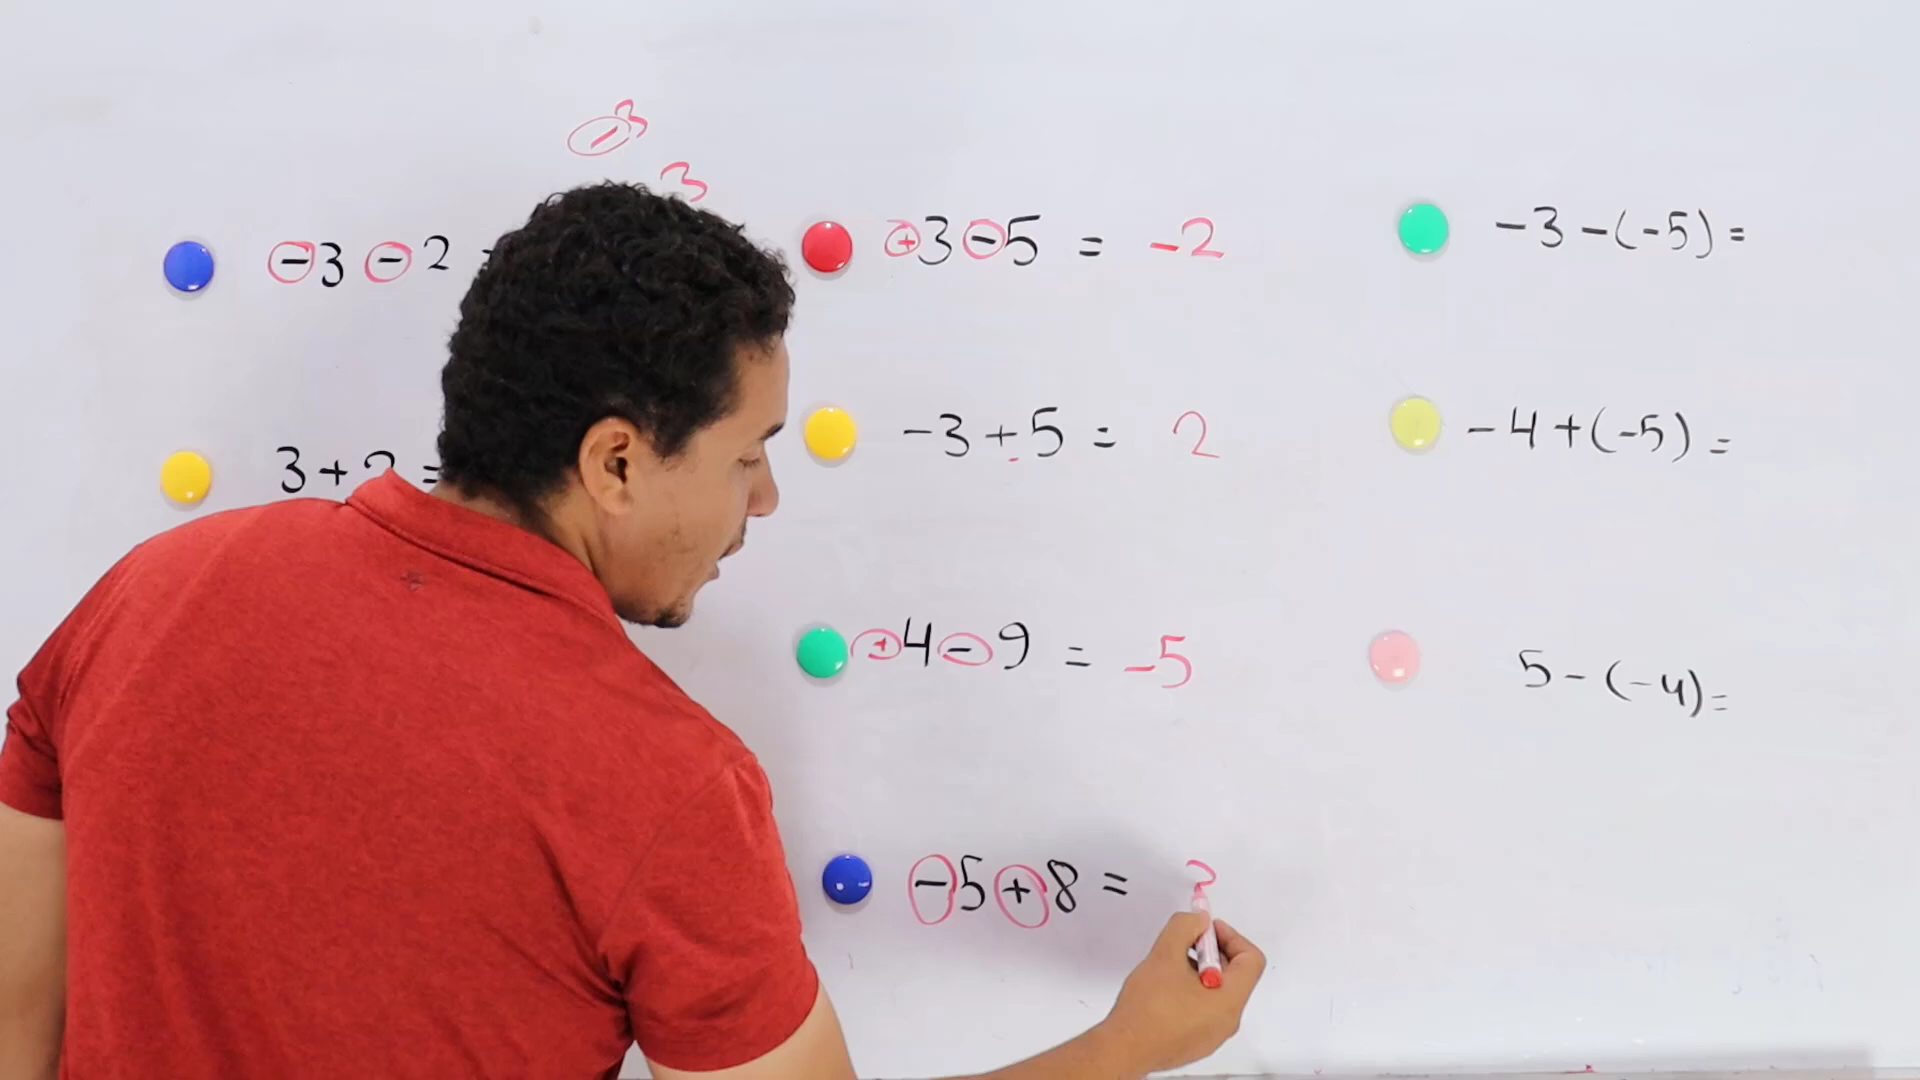 -3
3
-3 -2
+3 -5 = -2
-3 - (-5) =
3 + 2 =
-3 + 5 = 2
-4 + (-5) =
+4 -9 = -5
5 - (-4) =
-5 + 8 =